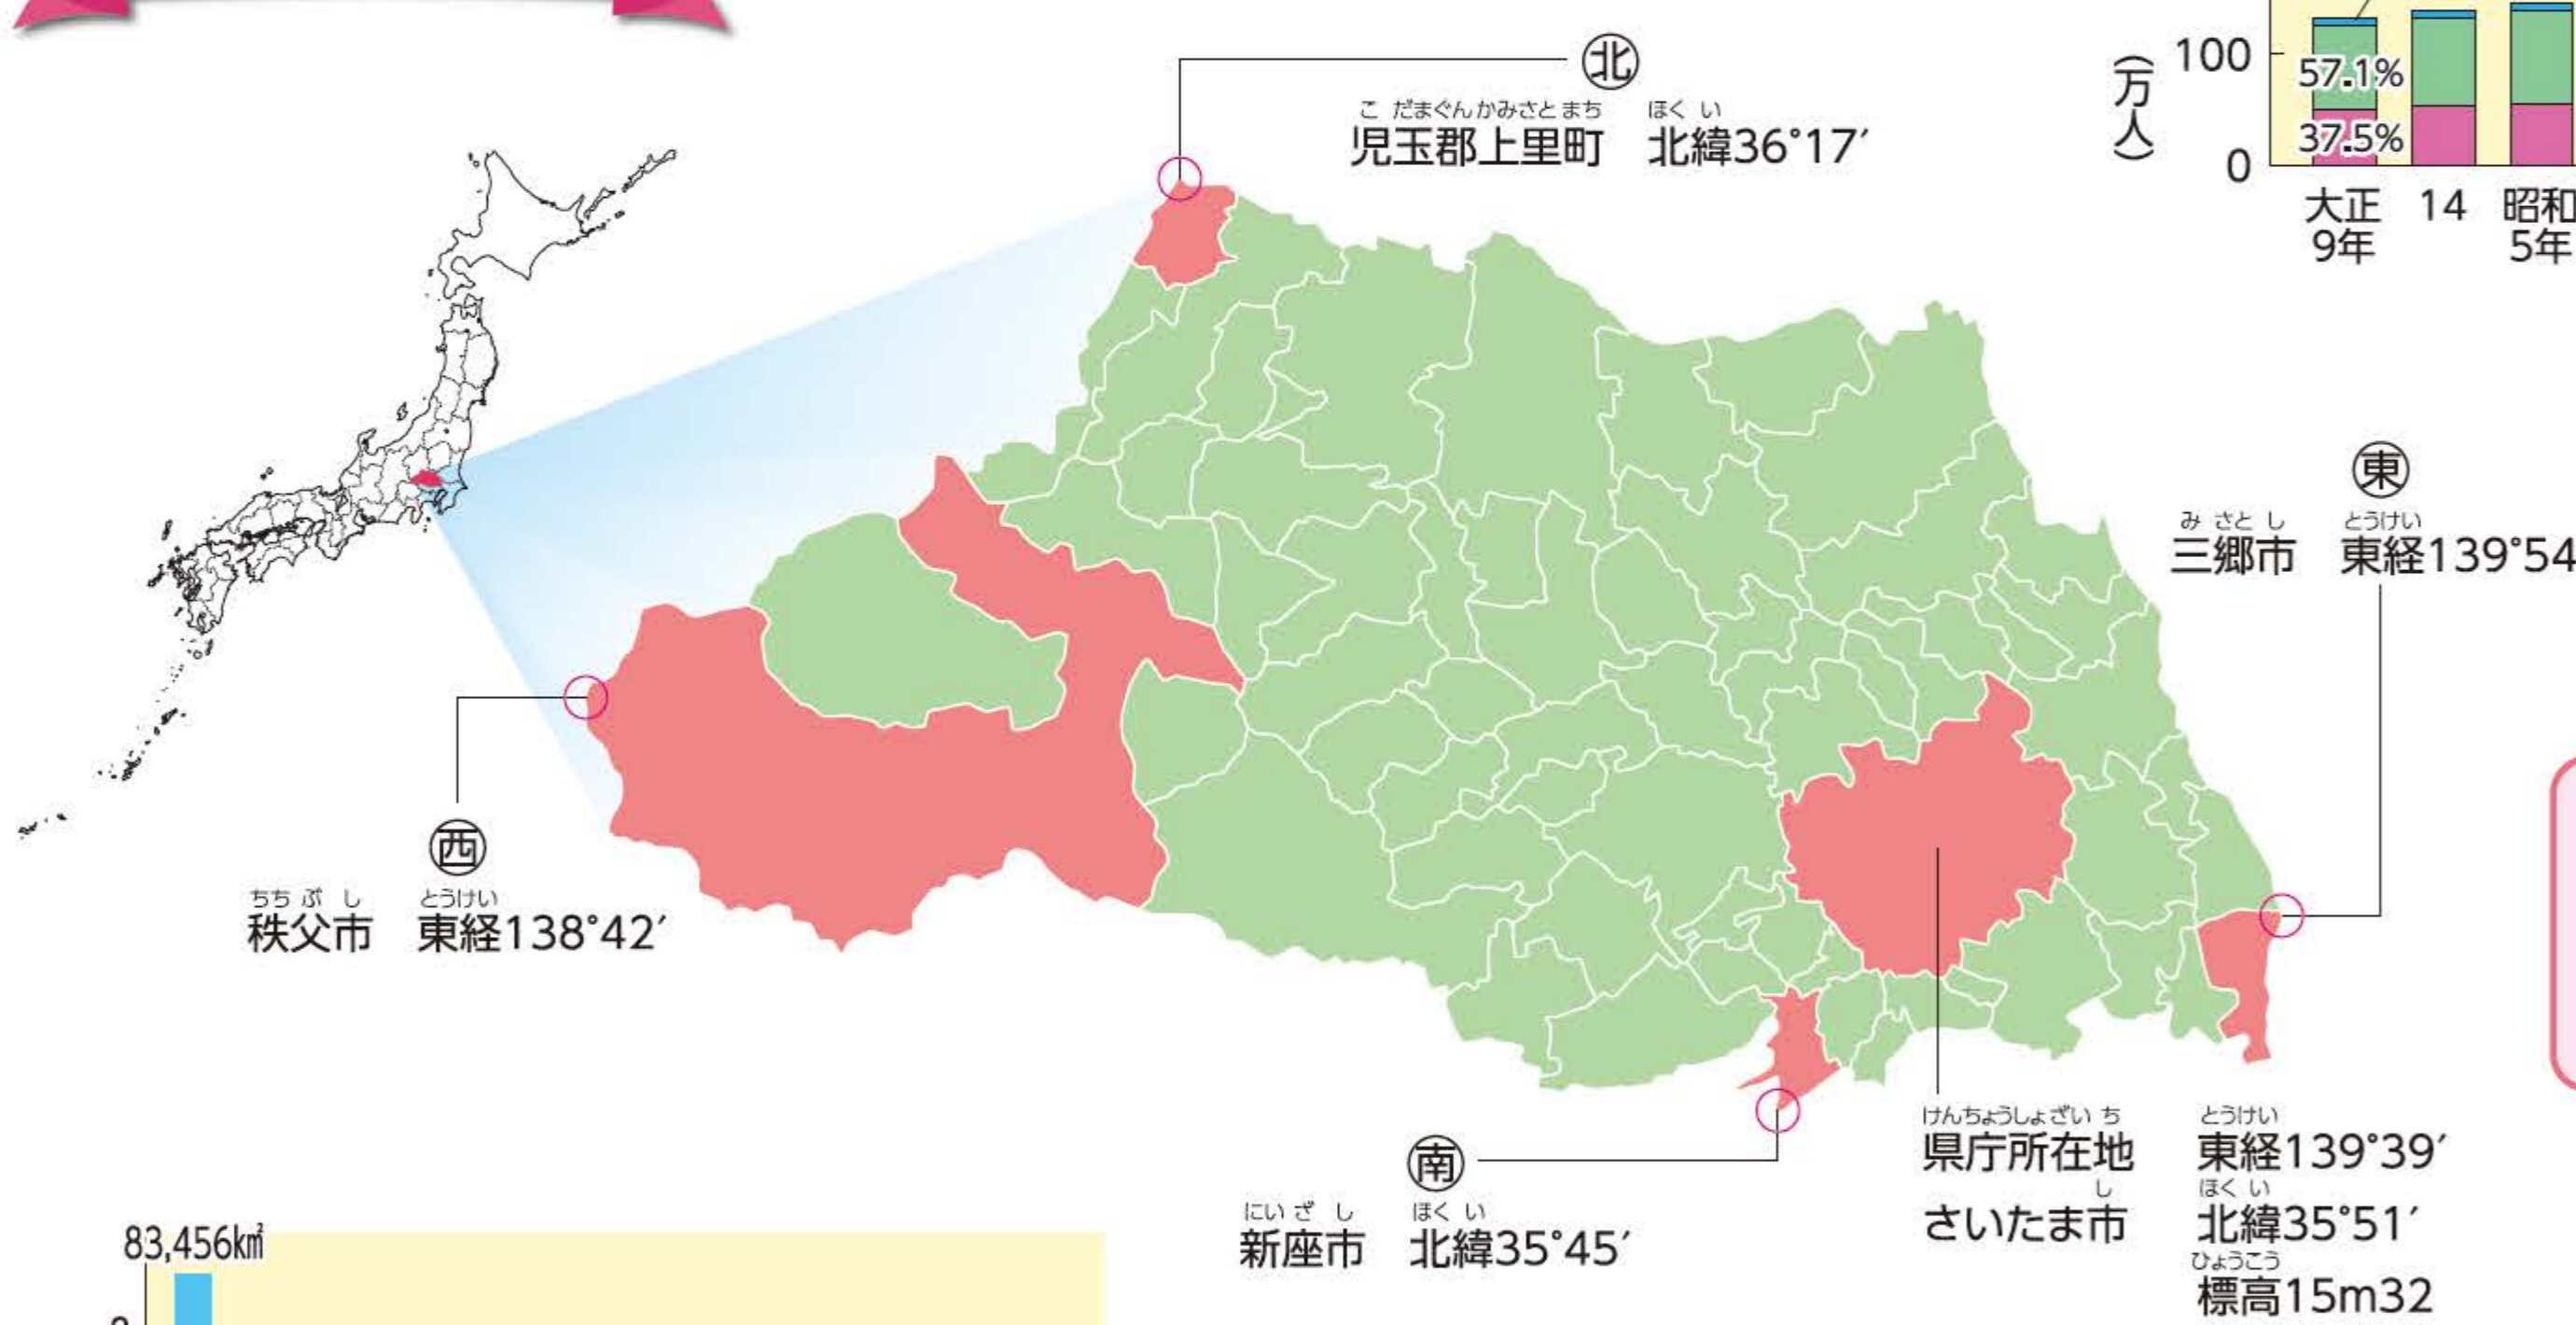 北
こだまぐんかみさとまち ほくい
児玉郡上里町 北緯36°17′
(万人)
100
57.1%
37.5%
0
大正 14 昭和
9年 5年
東
みさとし とうけい
三郷市 東経139°54
西
ちちぶし とうけい
秩父市 東経138°42′
南
にいざし ほくい
新座市 北緯35°45′
けんちょうしょざいち とうけい
県庁所在地 東経139°39′
し ほくい
さいたま市 北緯35°51′
ひょうこう
標高15m32
83,456k㎡